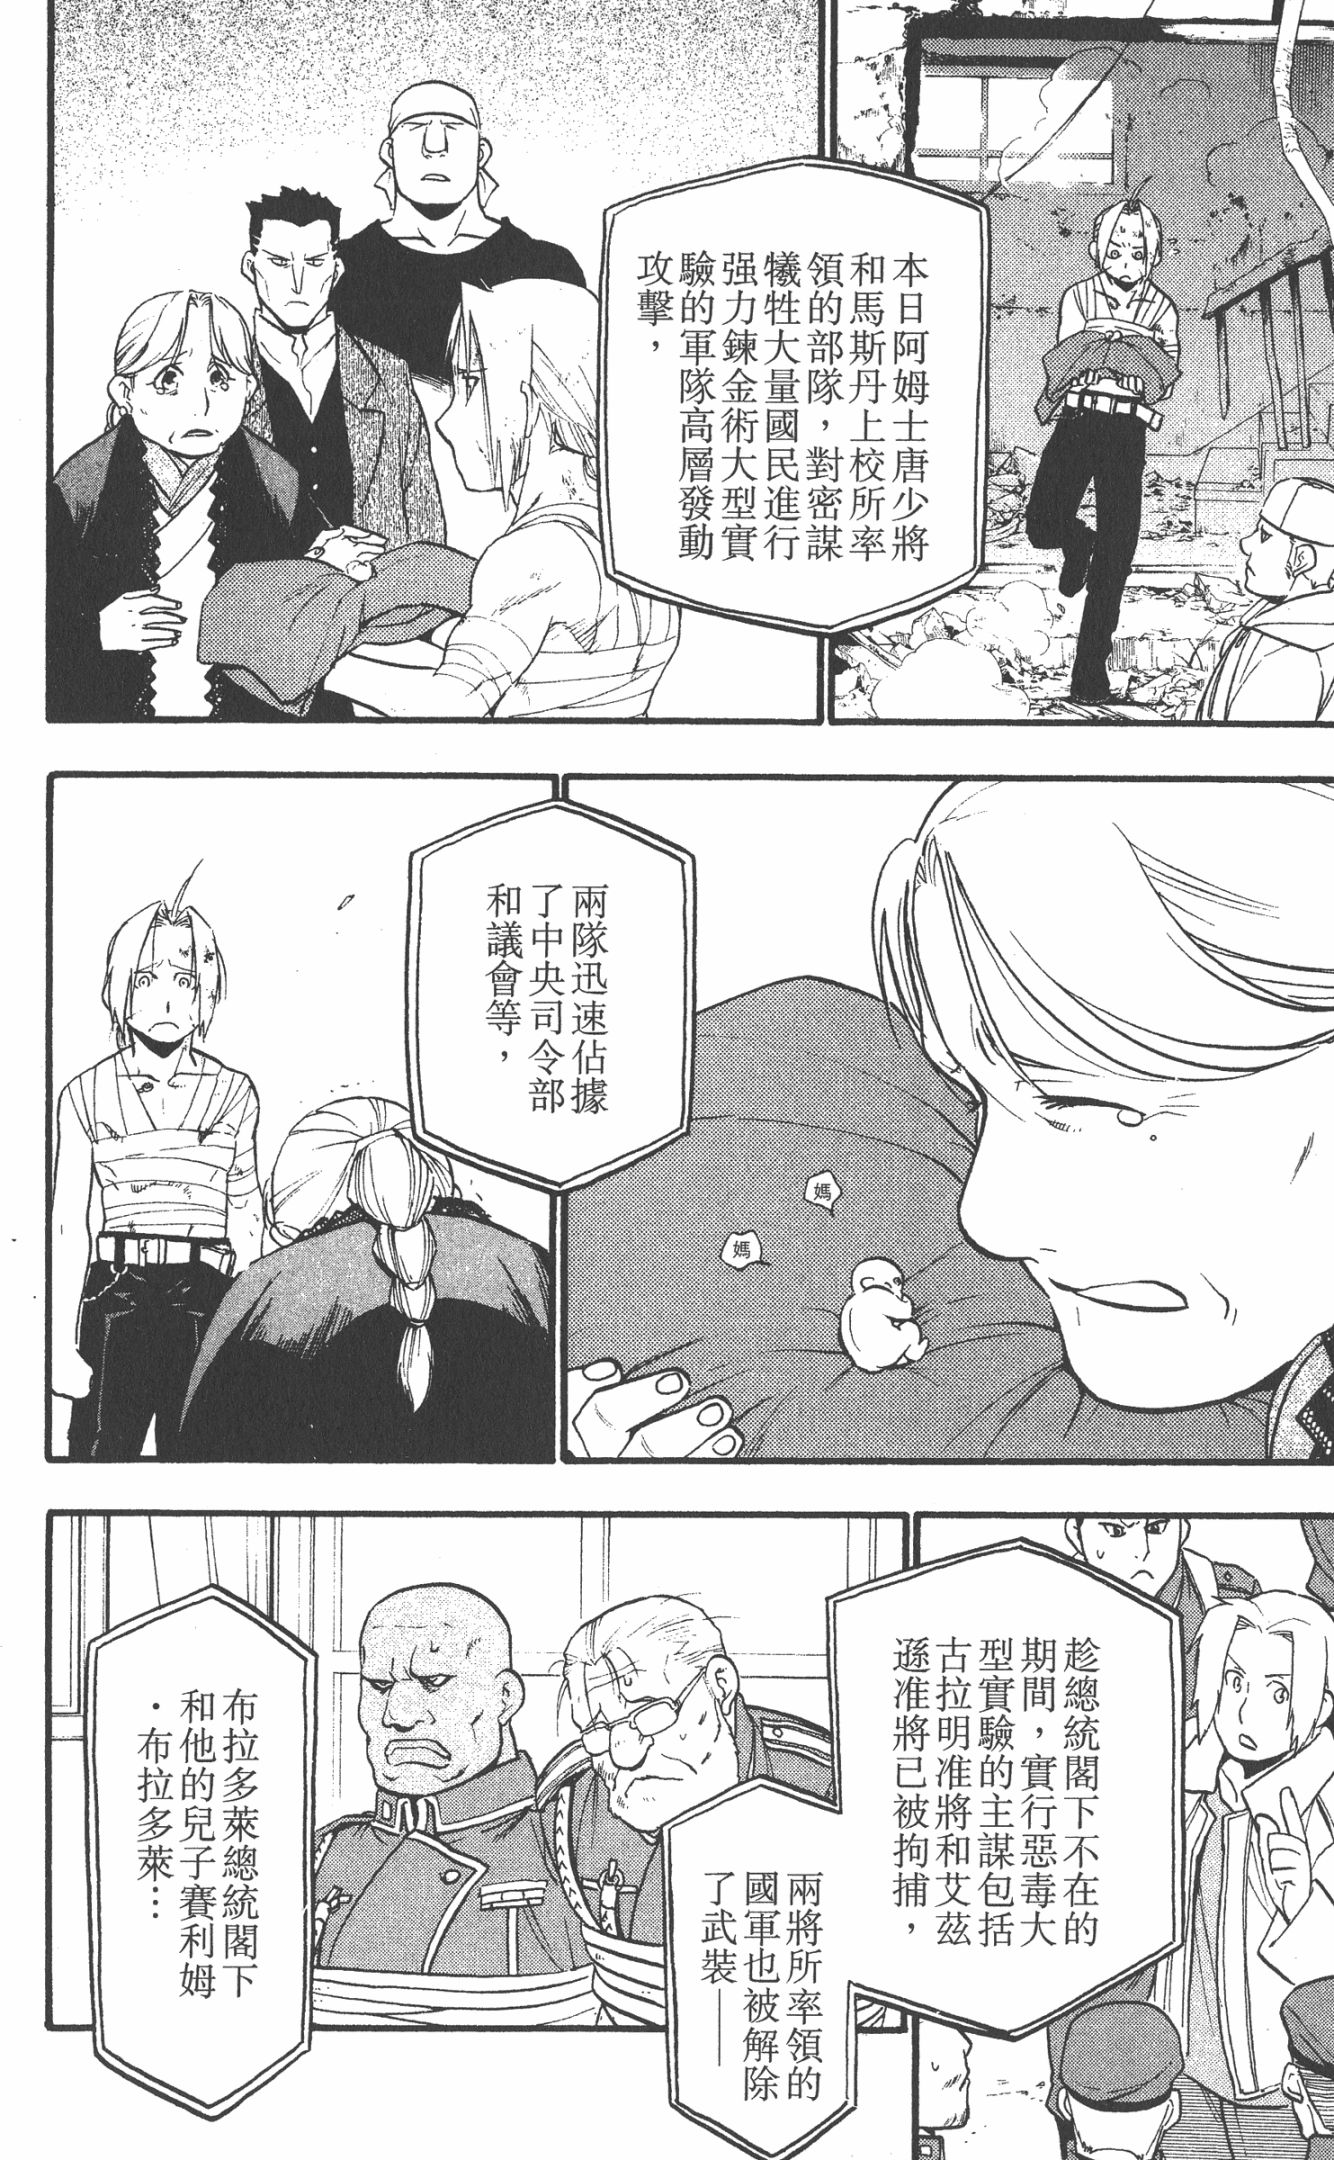 本日阿姆士唐少將
和馬斯丹上校所率
領的部隊，對密謀
犧牲大量國民進行
强力鍊金術大型實
驗的軍隊高層發動
攻擊，
媽
媽
兩隊迅速佔據
了中央司令部
和議會等，
趁總統閣下不在的
期間，實行惡毒大
型實驗的主謀包括
古拉明准將和艾茲
遜准將已被拘捕，
兩將所率領的
國軍也被解除
了武裝——
布拉多萊總統閣下
和他的兒子賽利姆
・布拉多萊…